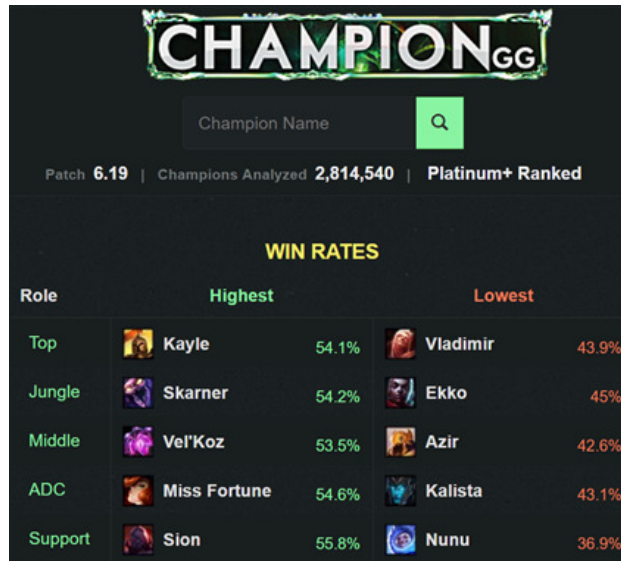 CHAMPIONGG
Champion Name
Patch 6.19 | Champions Analyzed 2,814,540 | Platinum+ Ranked
WIN RATES
Role Highest Lowest
Top Kayle 54.1% Vladimir 43.9%
Jungle Skarner 54.2% Ekko 45%
Middle Vel'Koz 53.5% Azir 42.6%
ADC Miss Fortune 54.6% Kalista 43.1%
Support Sion 55.8% Nunu 36.9%